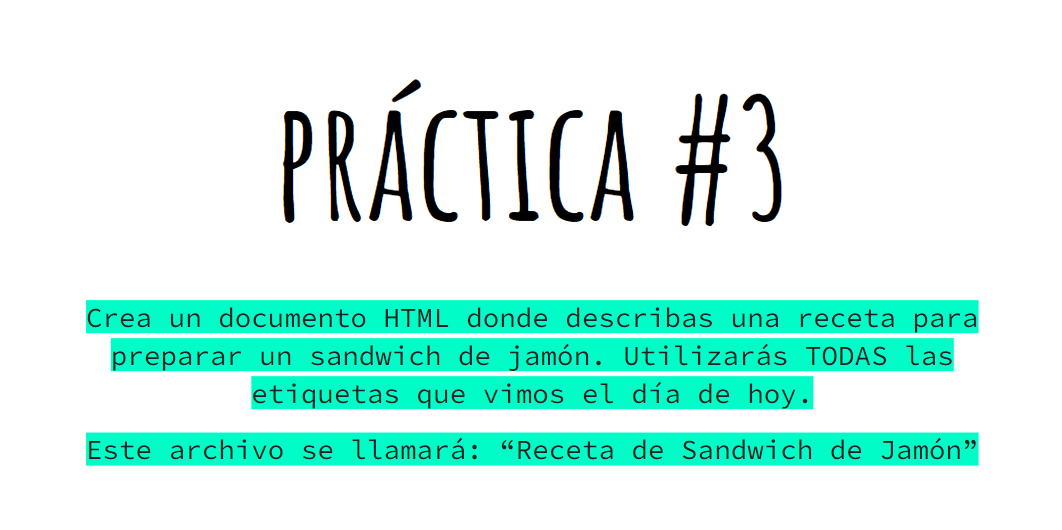 PRÁCTICA #3
Crea un documento HTML donde describas una receta para
preparar un sandwich de jamón. Utilizarás TODAS las
etiquetas que vimos el día de hoy.
Este archivo se llamará: “Receta de Sandwich de Jamón”